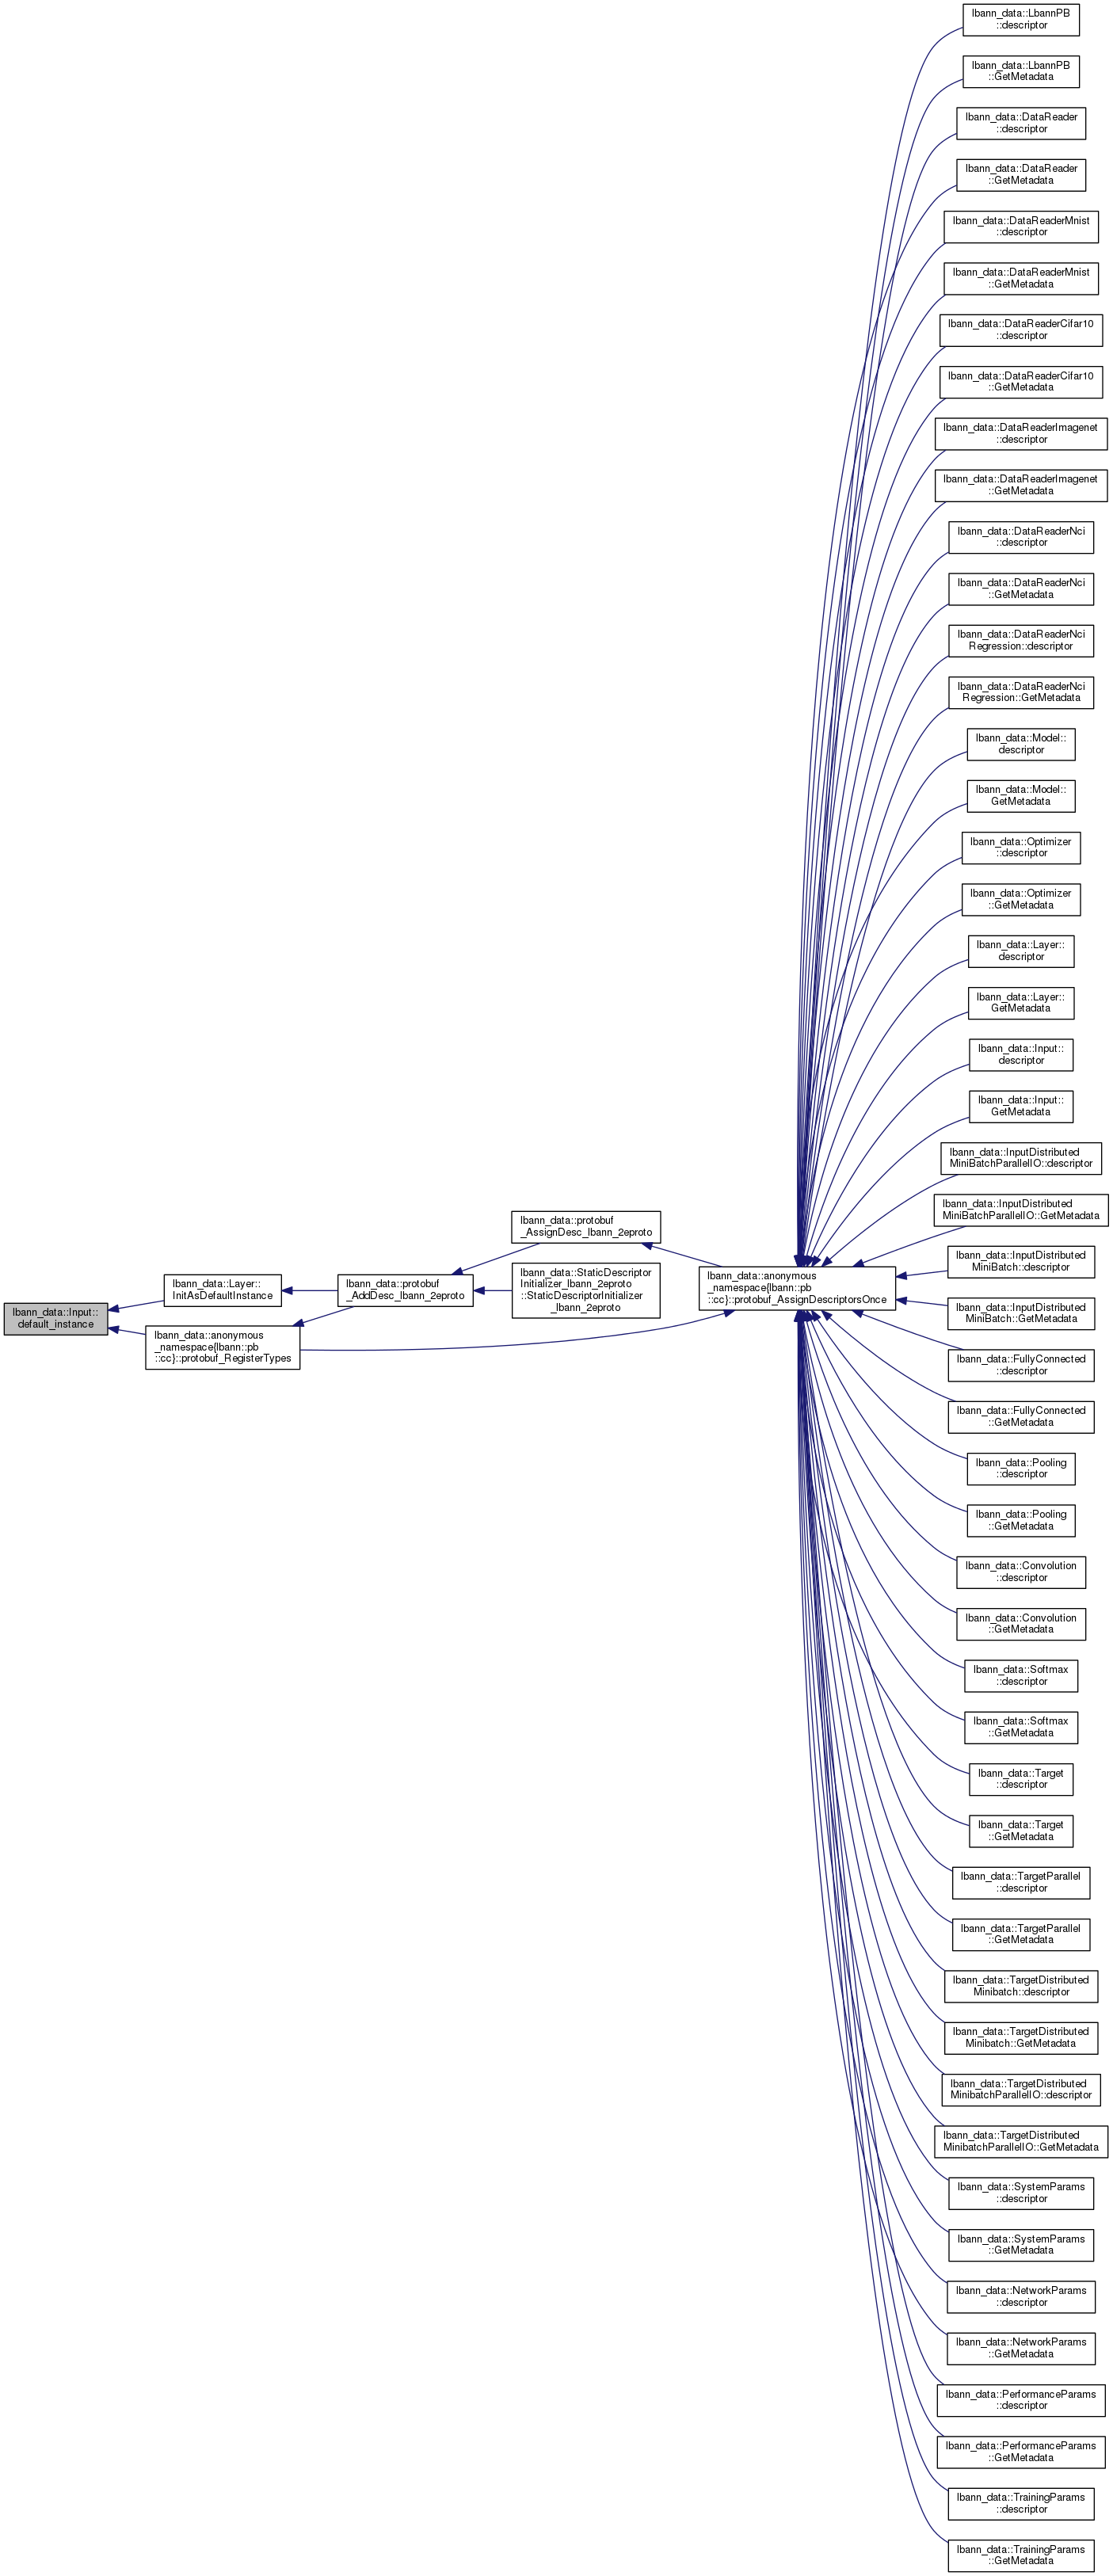 lbann_data::Input::
default_instance
lbann_data::Layer::
InitAsDefaultInstance
lbann_data::anonymous
_namespace{lbann::pb
::cc}::protobuf_RegisterTypes
lbann_data::protobuf
_AddDesc_lbann_2eproto
lbann_data::protobuf
_AssignDesc_lbann_2eproto
lbann_data::StaticDescriptor
Initializer_lbann_2eproto
::StaticDescriptorInitializer
_lbann_2eproto
lbann_data::anonymous
_namespace{lbann::pb
::cc}::protobuf_AssignDescriptorsOnce
lbann_data::LbannPB
::descriptor
lbann_data::LbannPB
::GetMetadata
lbann_data::DataReader
::descriptor
lbann_data::DataReader
::GetMetadata
lbann_data::DataReaderMnist
::descriptor
lbann_data::DataReaderMnist
::GetMetadata
lbann_data::DataReaderCifar10
::descriptor
lbann_data::DataReaderCifar10
::GetMetadata
lbann_data::DataReaderImagenet
::descriptor
lbann_data::DataReaderImagenet
::GetMetadata
lbann_data::DataReaderNci
::descriptor
lbann_data::DataReaderNci
::GetMetadata
lbann_data::DataReaderNci
Regression::descriptor
lbann_data::DataReaderNci
Regression::GetMetadata
lbann_data::Model::
descriptor
lbann_data::Model::
GetMetadata
lbann_data::Optimizer
::descriptor
lbann_data::Optimizer
::GetMetadata
lbann_data::Layer::
descriptor
lbann_data::Layer::
GetMetadata
lbann_data::Input::
descriptor
lbann_data::Input::
GetMetadata
lbann_data::InputDistributed
MiniBatchParallelIO::descriptor
lbann_data::InputDistributed
MiniBatchParallelIO::GetMetadata
lbann_data::InputDistributed
MiniBatch::descriptor
lbann_data::InputDistributed
MiniBatch::GetMetadata
lbann_data::FullyConnected
::descriptor
lbann_data::FullyConnected
::GetMetadata
lbann_data::Pooling
::descriptor
lbann_data::Pooling
::GetMetadata
lbann_data::Convolution
::descriptor
lbann_data::Convolution
::GetMetadata
lbann_data::Softmax
::descriptor
lbann_data::Softmax
::GetMetadata
lbann_data::Target
::descriptor
lbann_data::Target
::GetMetadata
lbann_data::TargetParallel
::descriptor
lbann_data::TargetParallel
::GetMetadata
lbann_data::TargetDistributed
Minibatch::descriptor
lbann_data::TargetDistributed
Minibatch::GetMetadata
lbann_data::TargetDistributed
MinibatchParallelIO::descriptor
lbann_data::TargetDistributed
MinibatchParallelIO::GetMetadata
lbann_data::SystemParams
::descriptor
lbann_data::SystemParams
::GetMetadata
lbann_data::NetworkParams
::descriptor
lbann_data::NetworkParams
::GetMetadata
lbann_data::PerformanceParams
::descriptor
lbann_data::PerformanceParams
::GetMetadata
lbann_data::TrainingParams
::descriptor
lbann_data::TrainingParams
::GetMetadata